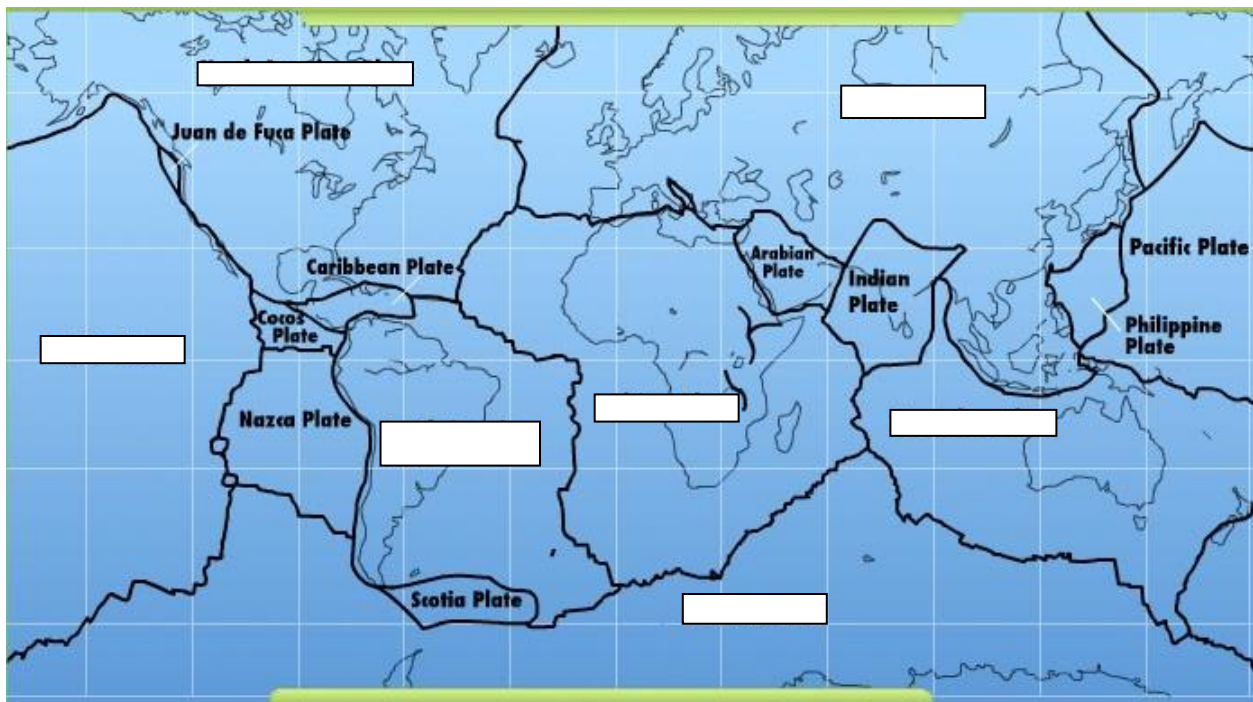 Juan de Fuca Plate
Caribbean Plate
Cocos
Plate
Arabian
Plate
Indian
Plate
Pacific Plate
Philippine
Plate
Nazca Plate
Scotia Plate